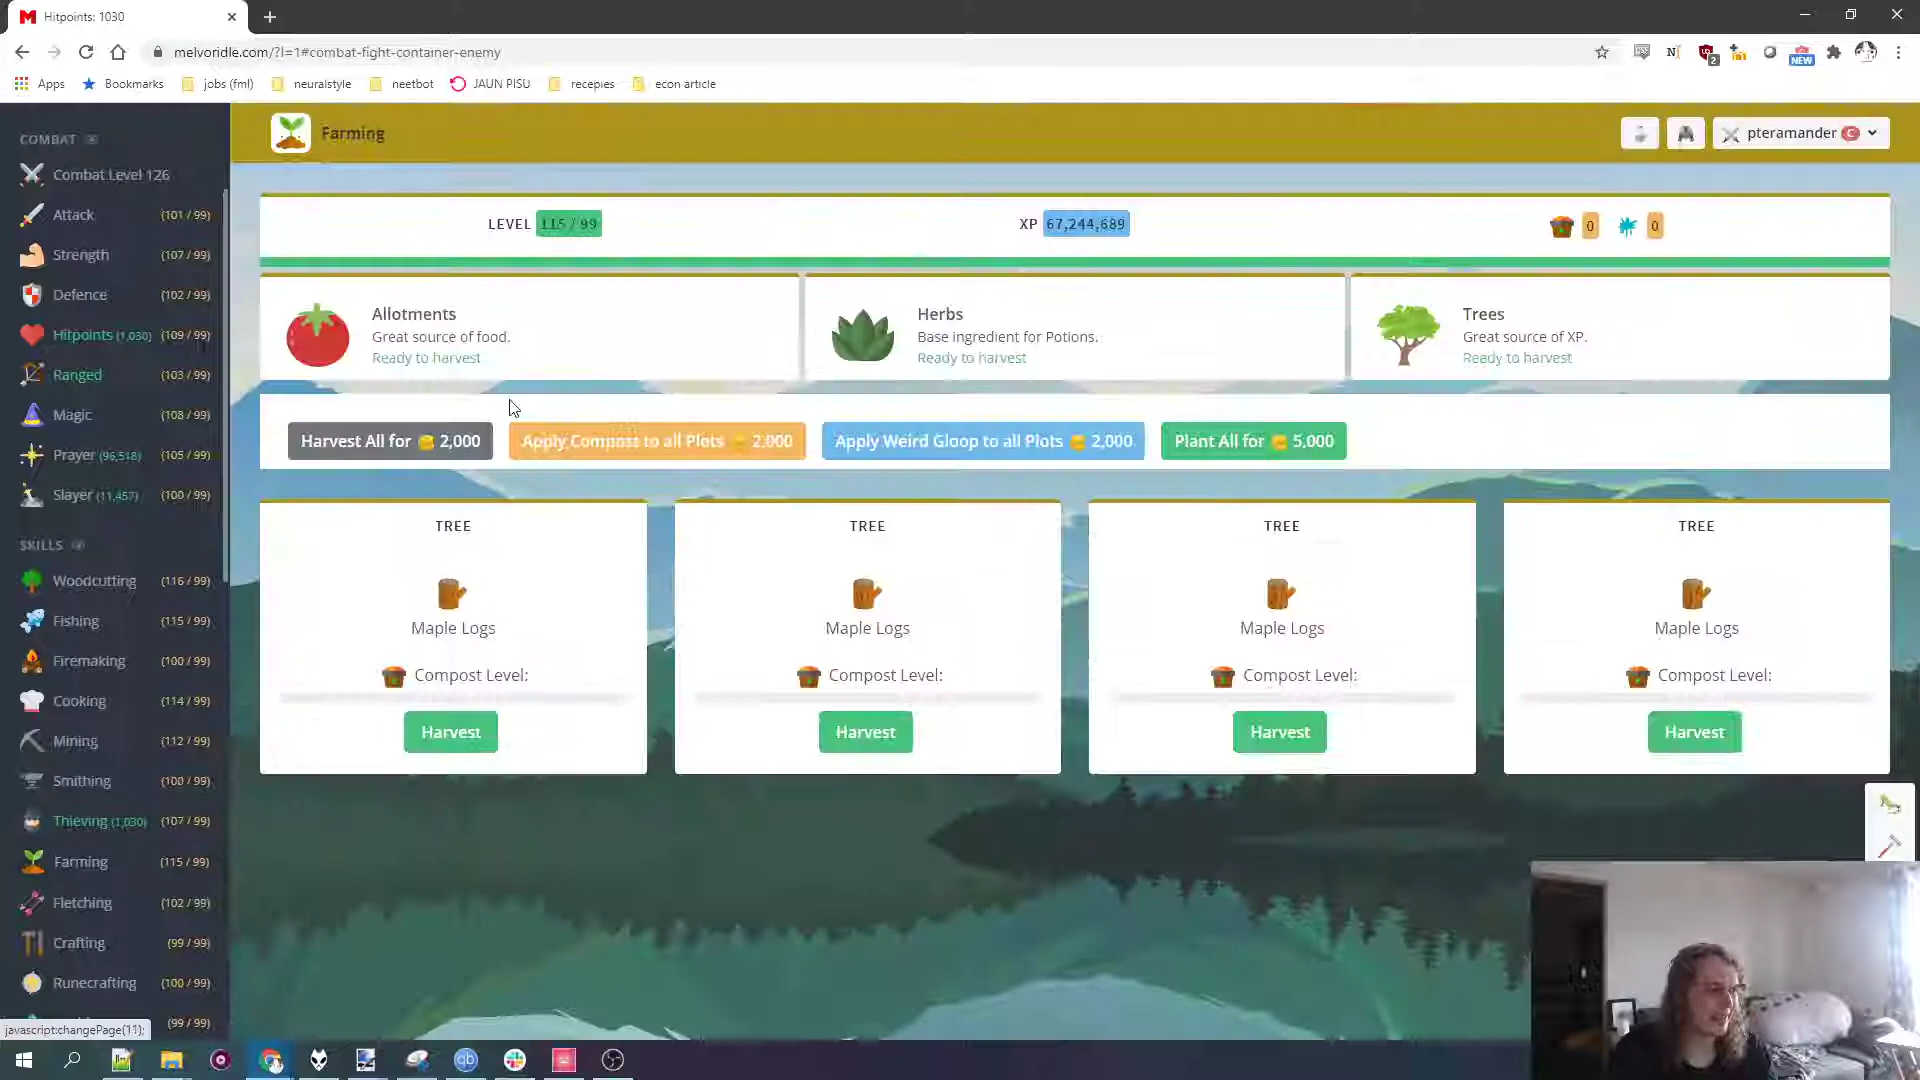 Hitpoints: 1030
melvoridle.com/?l=1#combat-fight-container-enemy
2
NEW
Apps
Bookmarks
jobs (fml)
neuralstyle
neetbot
JAUN PISU
recepies
econ article
COMBAT
Combat Level 126
Attack (101 / 99)
Strength (107 / 99)
Defence (102 / 99)
Hitpoints (1,030) (109 / 99)
Ranged (103 / 99)
Magic (108 / 99)
Prayer (96,518) (105 / 99)
Slayer (11,457) (100 / 99)
SKILLS
Woodcutting (116 / 99)
Fishing (115 / 99)
Firemaking (100 / 99)
Cooking (114 / 99)
Mining (112 / 99)
Smithing (100 / 99)
Thieving (1,030) (107 / 99)
Farming (115 / 99)
Fletching (102 / 99)
Crafting (99 / 99)
Runecrafting (100 / 99)
(99 / 99)
javascript:changePage(11);
Farming
pteramander C
LEVEL 115 / 99
XP 67,244,689
0
0
Allotments
Great source of food.
Ready to harvest
Herbs
Base ingredient for Potions.
Ready to harvest
Trees
Great source of XP.
Ready to harvest
Harvest All for 2,000
Apply Compost to all Plots 2,000
Apply Weird Gloop to all Plots 2,000
Plant All for 5,000
TREE
Maple Logs
Compost Level:
Harvest
TREE
Maple Logs
Compost Level:
Harvest
TREE
Maple Logs
Compost Level:
Harvest
TREE
Maple Logs
Compost Level:
Harvest
qb